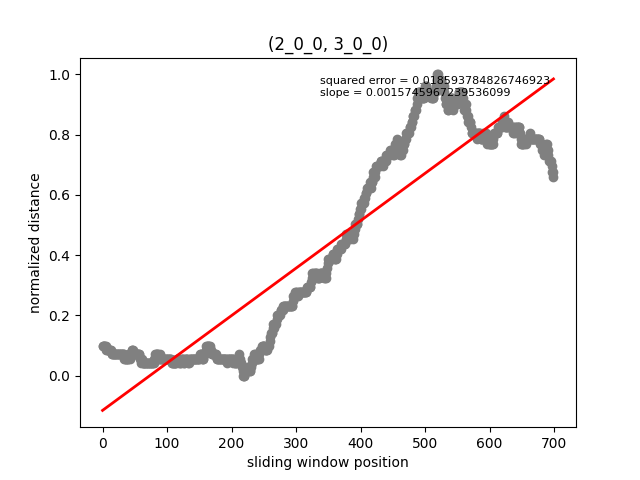 (2_0_0, 3_0_0)
squared error = 0.018593784826746923
slope = 0.0015745967239536099
normalized distance
1.0
0.8
0.6
0.4
0.2
0.0
0 100 200 300 400 500 600 700
sliding window position